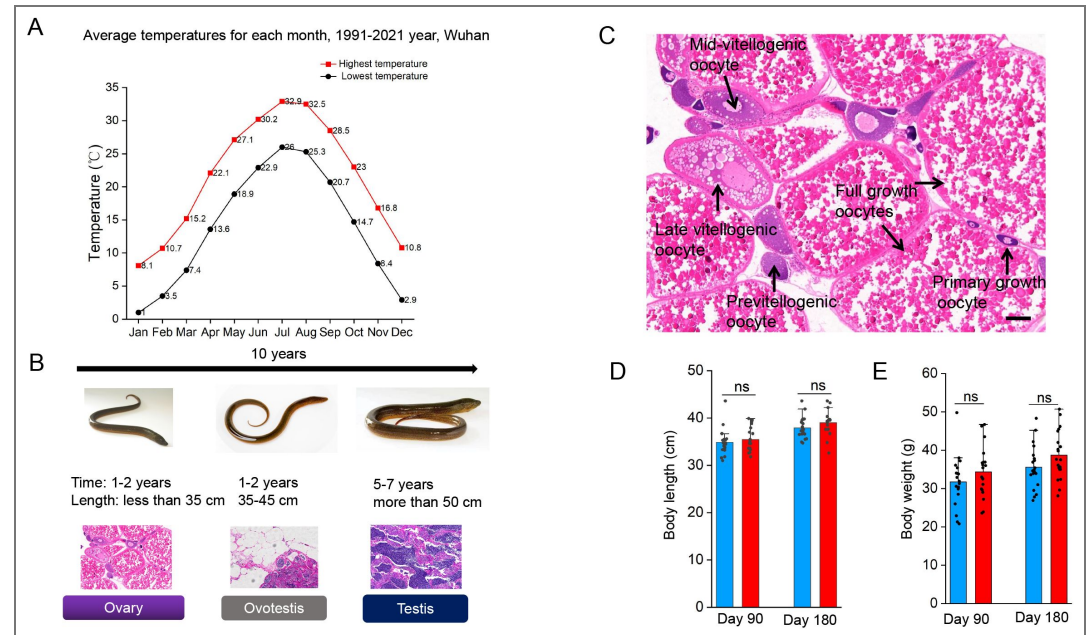 A
Average temperatures for each month, 1991-2021 year, Wuhan
Highest temperature
Lowest temperature
Temperature (℃)
35
30
25
20
15
10
5
0
8.1
10.7
15.2
22.1
27.1
30.2
32.9
32.5
28.5
23
16.8
10.8
1
3.5
7.4
13.6
18.9
22.9
26
25.3
20.7
14.7
8.4
2.9
Jan Feb Mar Apr May Jun Jul Aug Sep Oct Nov Dec
B
10 years
Time: 1-2 years
Length: less than 35 cm
1-2 years
35-45 cm
5-7 years
more than 50 cm
Ovary
Ovotestis
Testis
C
Mid-vitellogenic
oocyte
Full growth
oocytes
Late vitellogenic
oocyte
Primary growth
oocyte
Previtellogenic
oocyte
D
Body length (cm)
50
40
30
20
10
0
ns
ns
Day 90
Day 180
E
Body weight (g)
60
50
40
30
20
10
0
ns
ns
Day 90
Day 180